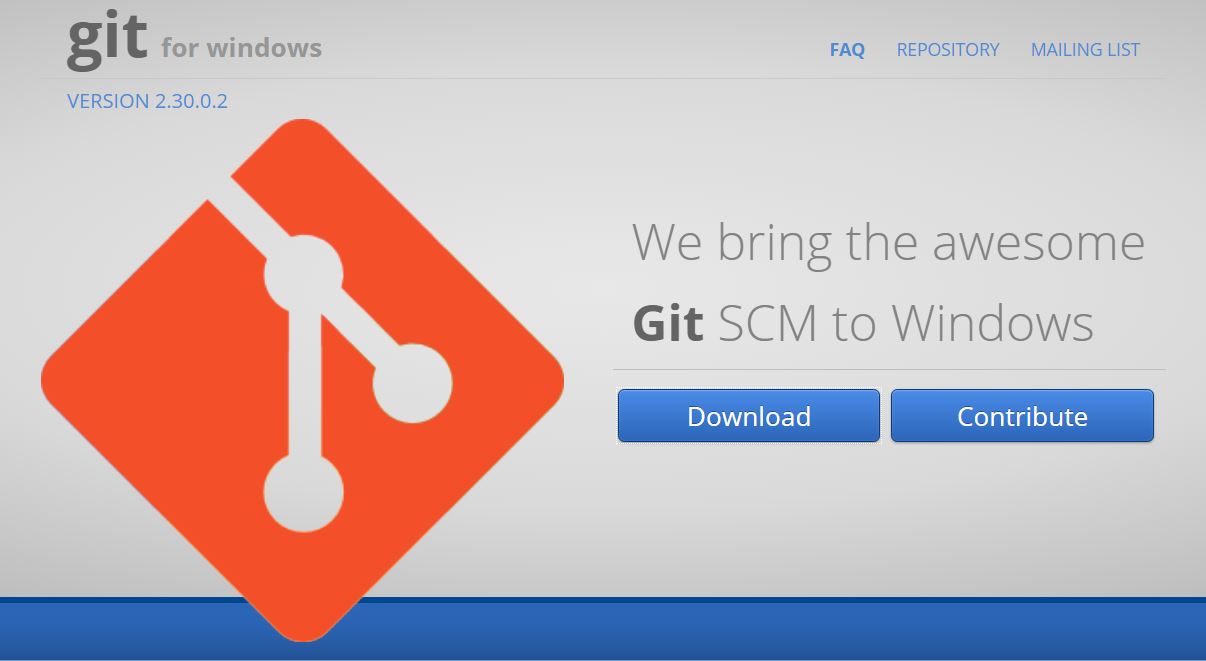 git for windows
FAQ REPOSITORY MAILING LIST
VERSION 2.30.0.2
We bring the awesome
Git SCM to Windows
Download Contribute